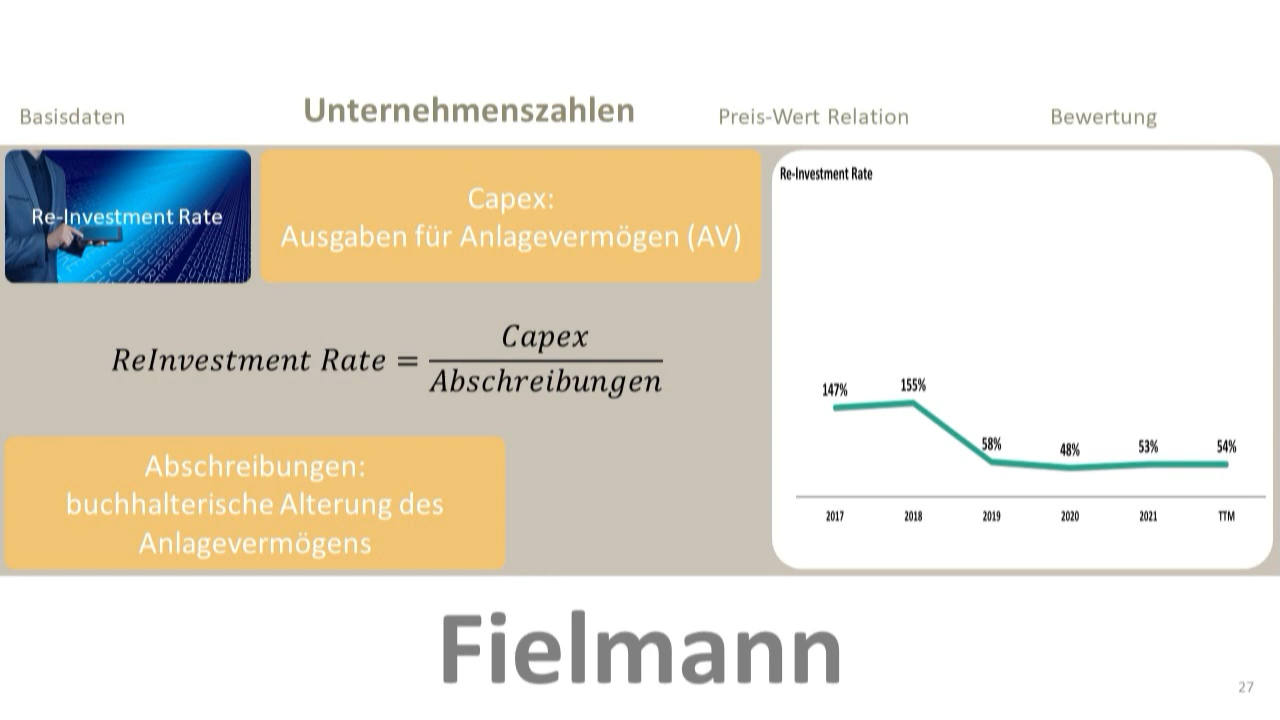 Basisdaten
Unternehmenszahlen
Preis-Wert Relation
Bewertung
Re-Investment Rate
Capex:
Ausgaben für Anlagevermögen (AV)
ReInvestment Rate = Capex / Abschreibungen
Abschreibungen:
buchhalterische Alterung des
Anlagevermögens
Re-Investment Rate
147% 155% 58% 48% 53% 54%
2017 2018 2019 2020 2021 TTM
Fielmann
27